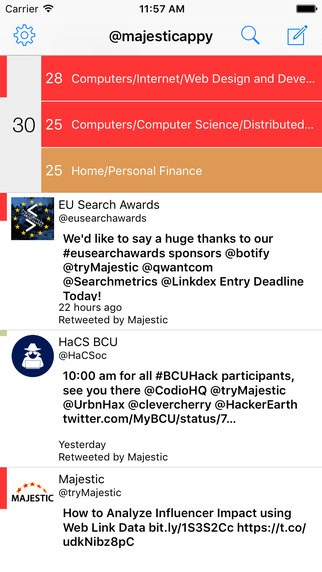 Carrier 11:57 AM
@majesticappy
30
28 Computers/Internet/Web Design and Deve...
25 Computers/Computer Science/Distributed...
25 Home/Personal Finance
EU Search Awards
@eusearchawards
We'd like to say a huge thanks to our
#eusearchawards sponsors @botify
@tryMajestic @qwantcom
@Searchmetrics @Linkdex Entry Deadline
Today!
22 hours ago
Retweeted by Majestic
HaCS BCU
@HaCSoc
10:00 am for all #BCUHack participants,
see you there @CodioHQ @tryMajestic
@UrbnHax @clevercherry @HackerEarth
twitter.com/MyBCU/status/7...
Yesterday
Retweeted by Majestic
Majestic
@tryMajestic
MAJESTIC
How to Analyze Influencer Impact using
Web Link Data bit.ly/1S3S2Cc https://t.co/
udkNibz8pC